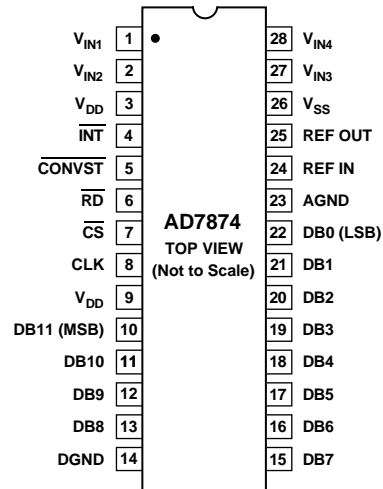 VIN1 1 28 VIN4
VIN2 2 27 VIN3
VDD 3 26 VSS
INT 4 25 REF OUT
CONVST 5 24 REF IN
RD 6 23 AGND
CS 7 22 DB0 (LSB)
CLK 8 21 DB1
VDD 9 20 DB2
DB11 (MSB) 10 19 DB3
DB10 11 18 DB4
DB9 12 17 DB5
DB8 13 16 DB6
DGND 14 15 DB7
AD7874
TOP VIEW
(Not to Scale)